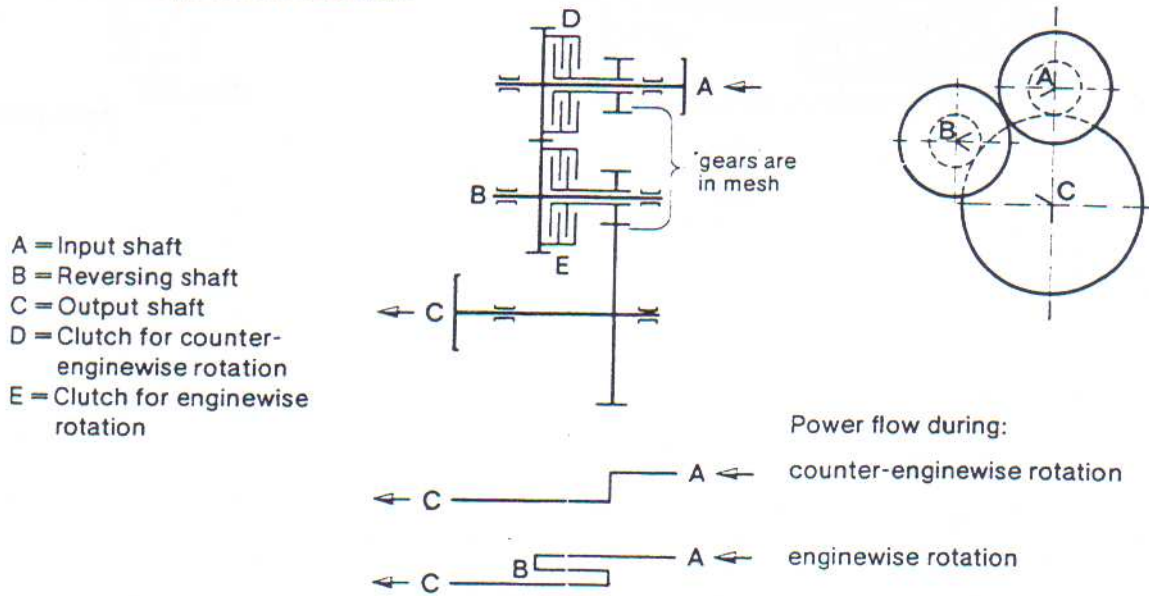 D
A
gears are
in mesh
B
E
C
A
B
C
A = Input shaft
B = Reversing shaft
C = Output shaft
D = Clutch for counter-
enginewise rotation
E = Clutch for enginewise
rotation
Power flow during:
A
counter-enginewise rotation
C
A
enginewise rotation
B
C